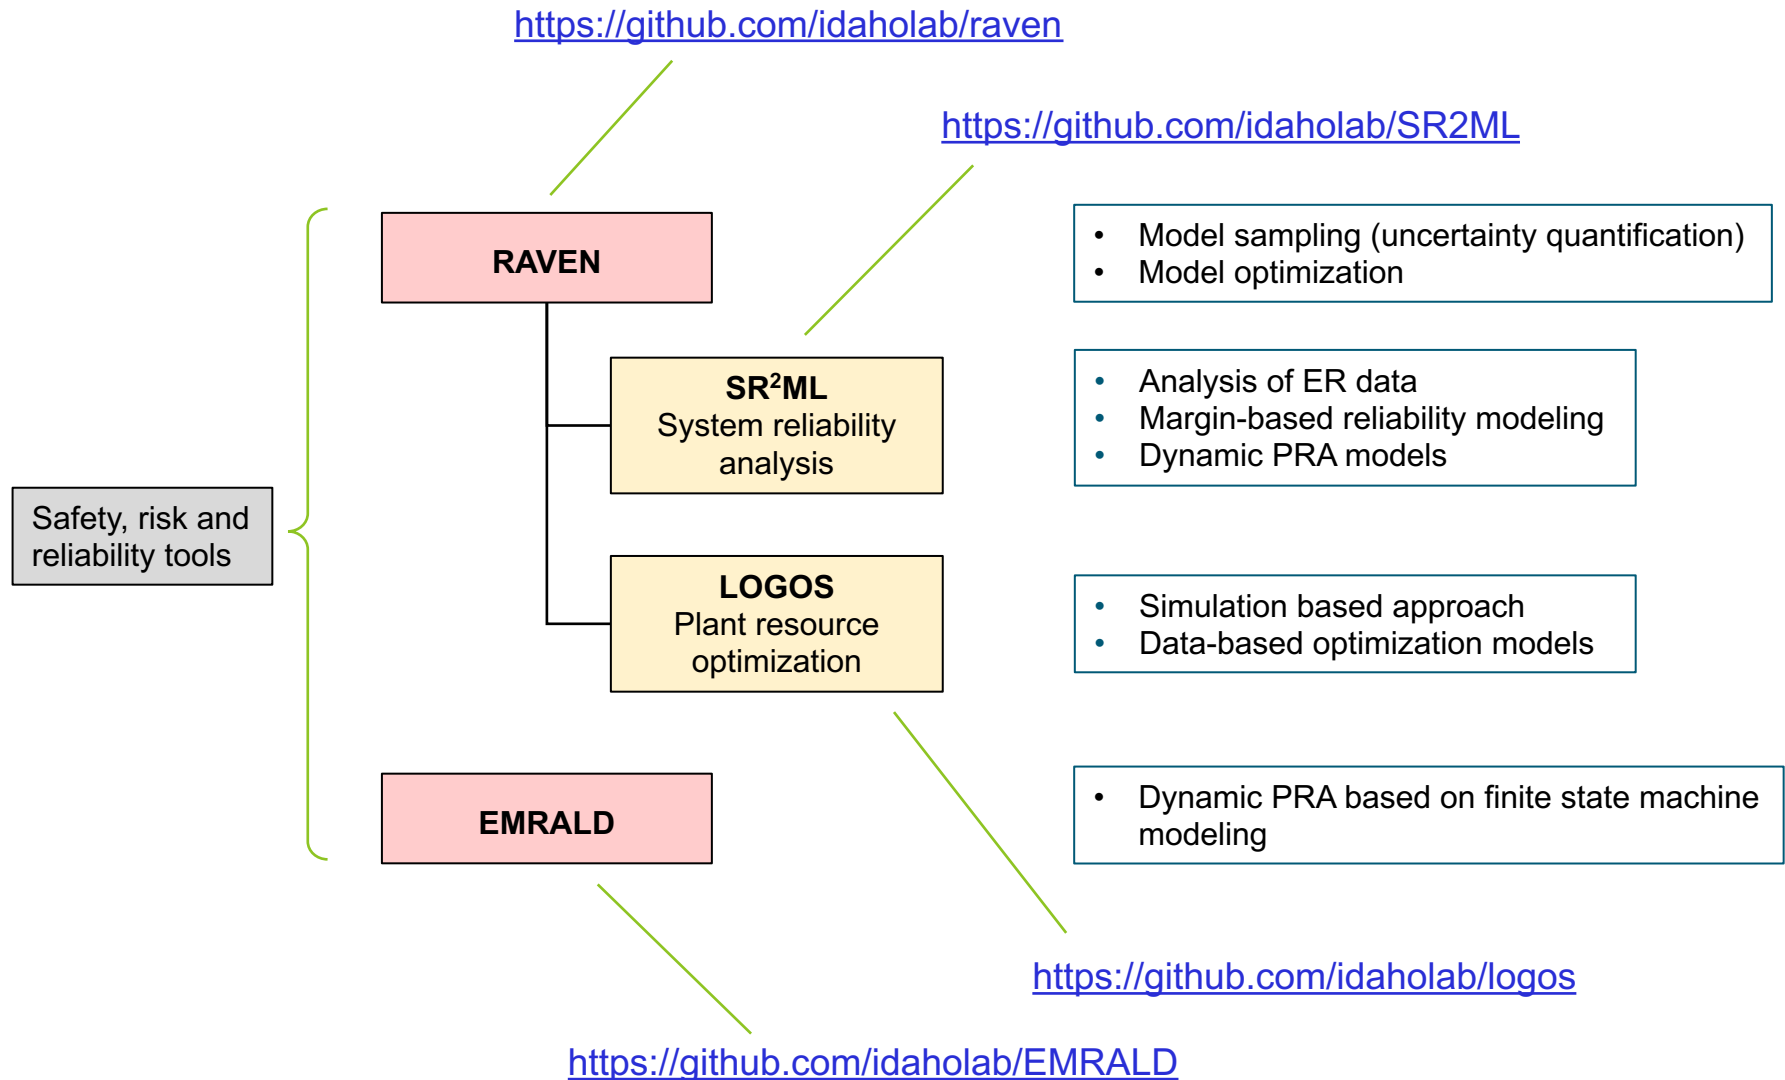 https://github.com/idaholab/raven
https://github.com/idaholab/SR2ML
RAVEN
• Model sampling (uncertainty quantification)
• Model optimization
SR²ML
System reliability
analysis
• Analysis of ER data
• Margin-based reliability modeling
• Dynamic PRA models
Safety, risk and
reliability tools
LOGOS
Plant resource
optimization
• Simulation based approach
• Data-based optimization models
EMRALD
• Dynamic PRA based on finite state machine
modeling
https://github.com/idaholab/logos
https://github.com/idaholab/EMRALD